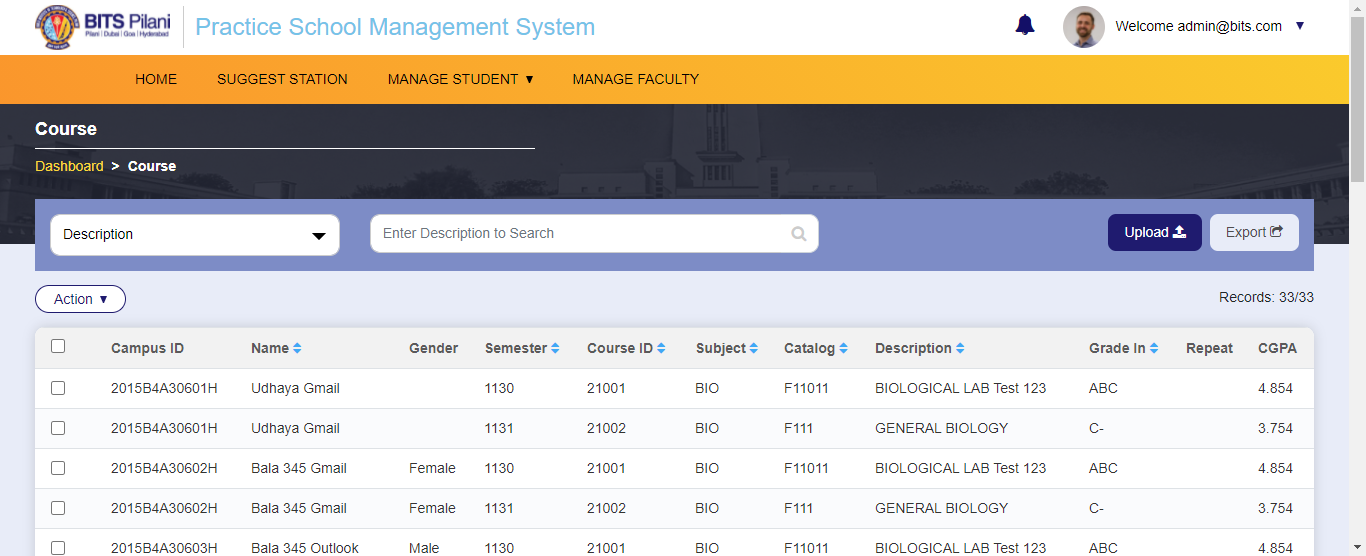 BITS Pilani
Pilani | Dubai | Goa | Hyderabad
Practice School Management System
Welcome admin@bits.com ▼
HOME SUGGEST STATION MANAGE STUDENT ▼ MANAGE FACULTY
Course
Dashboard > Course
Description Enter Description to Search Upload Export
Action ▼ Records: 33/33
Campus ID Name Gender Semester Course ID Subject Catalog Description Grade In Repeat CGPA
2015B4A30601H Udhaya Gmail 1130 21001 BIO F11011 BIOLOGICAL LAB Test 123 ABC 4.854
2015B4A30601H Udhaya Gmail 1131 21002 BIO F111 GENERAL BIOLOGY C- 3.754
2015B4A30602H Bala 345 Gmail Female 1130 21001 BIO F11011 BIOLOGICAL LAB Test 123 ABC 4.854
2015B4A30602H Bala 345 Gmail Female 1131 21002 BIO F111 GENERAL BIOLOGY C- 3.754
2015B4A30603H Bala 345 Outlook Male 1130 21001 BIO F11011 BIOLOGICAL LAB Test 123 ABC 4.854